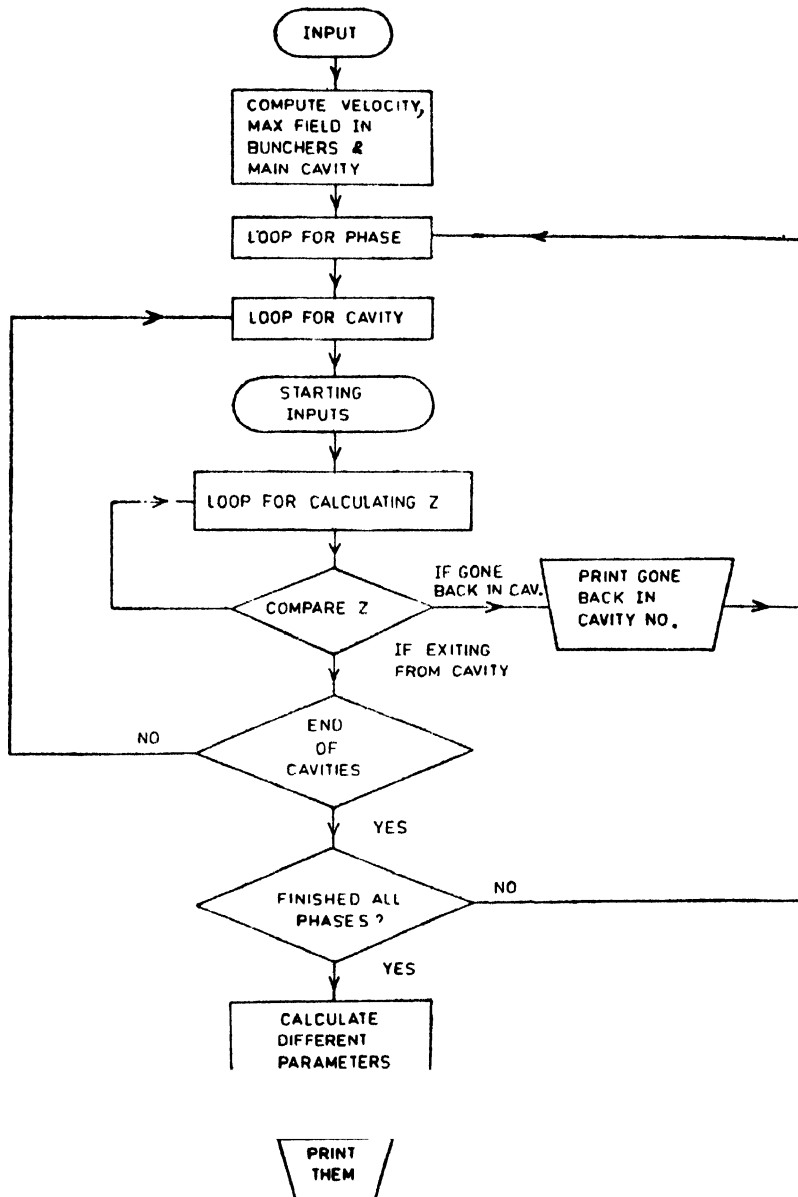 INPUT
COMPUTE VELOCITY,
MAX FIELD IN
BUNCHERS &
MAIN CAVITY
LOOP FOR PHASE
LOOP FOR CAVITY
STARTING
INPUTS
LOOP FOR CALCULATING Z
COMPARE Z
IF GONE
BACK IN CAV.
PRINT GONE
BACK IN
CAVITY NO.
IF EXITING
FROM CAVITY
END
OF
CAVITIES
NO
YES
FINISHED ALL
PHASES?
NO
YES
CALCULATE
DIFFERENT
PARAMETERS
PRINT
THEM